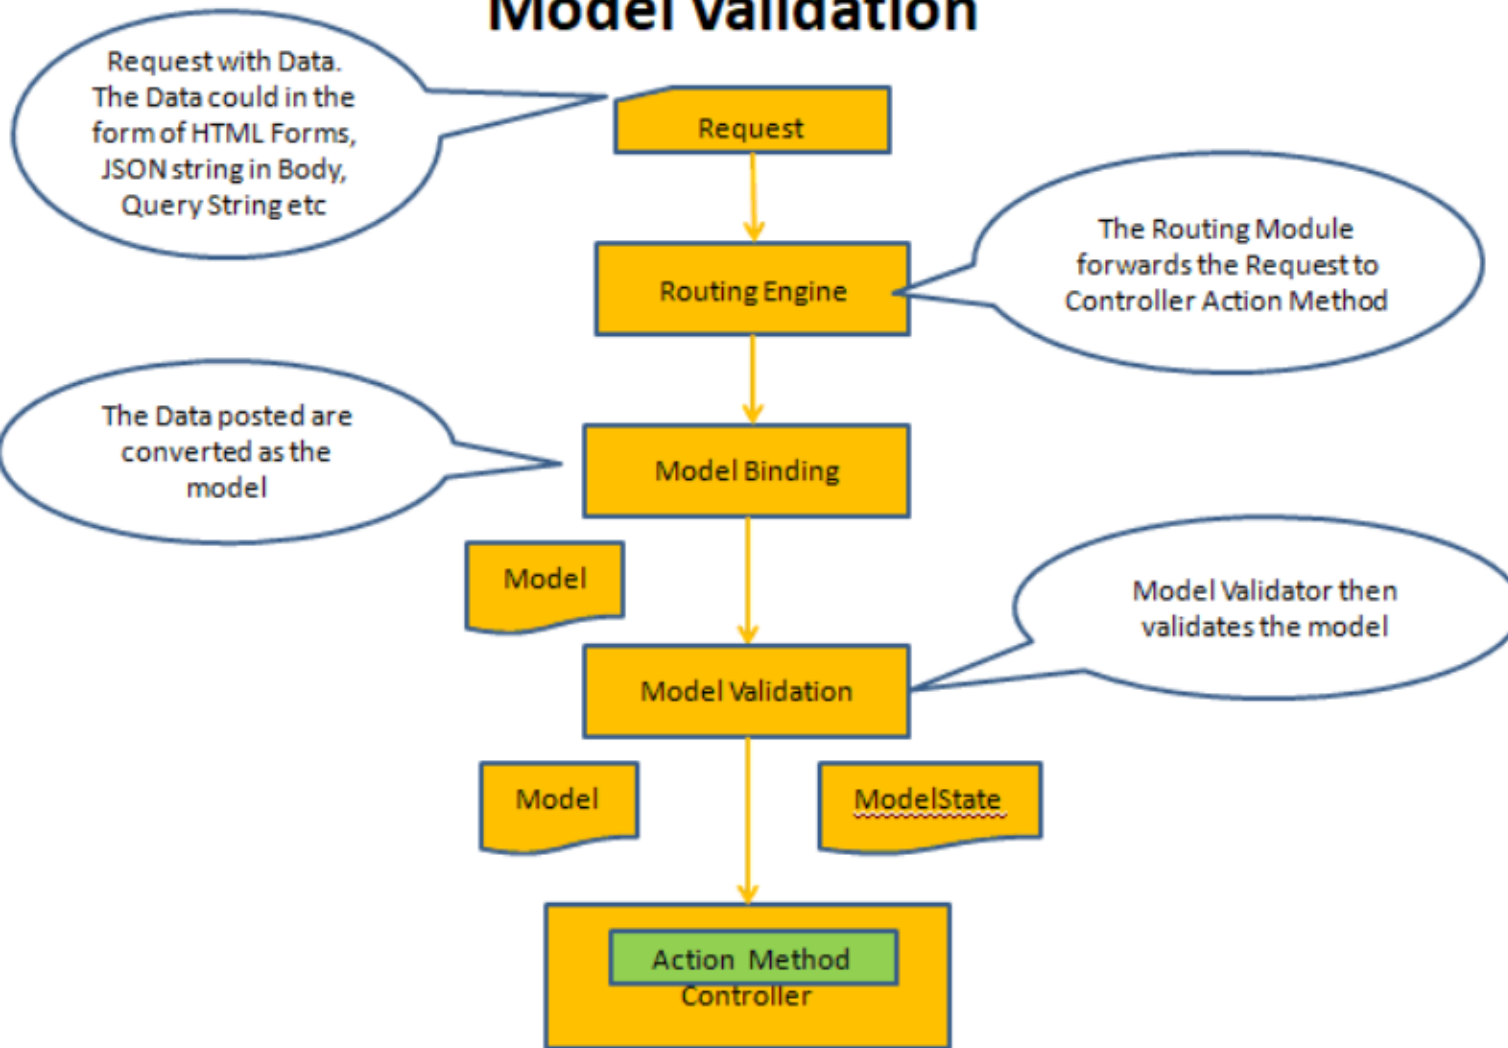 Model Validation
Request with Data.
The Data could in the
form of HTML Forms,
JSON string in Body,
Query String etc
Request
The Routing Module
forwards the Request to
Controller Action Method
Routing Engine
The Data posted are
converted as the
model
Model Binding
Model
Model Validator then
validates the model
Model Validation
Model
ModelState
Action Method
Controller